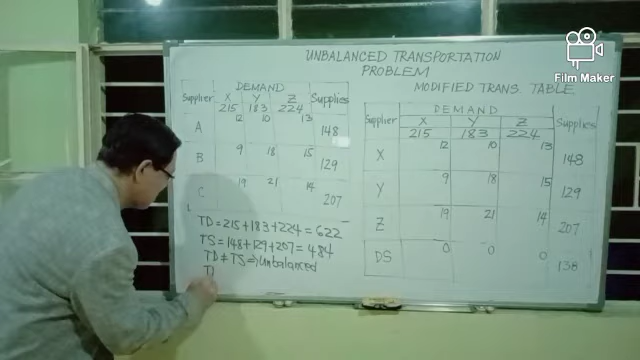 UNBALANCED TRANSPORTATION
PROBLEM
Film Maker
DEMAND
Supplier X Y Z Supplies
215 183 224
A 12 10 13 148
B 9 18 15 129
C 19 21 14 207
TD = 215 + 183 + 224 = 622
TS = 148 + 129 + 207 = 484
TD ≠ TS => Unbalanced
T
MODIFIED TRANS. TABLE
DEMAND
Supplier X Y Z Supplies
215 183 224
X 12 10 13 148
Y 9 18 15 129
Z 19 21 14 207
DS 0 0 0 138